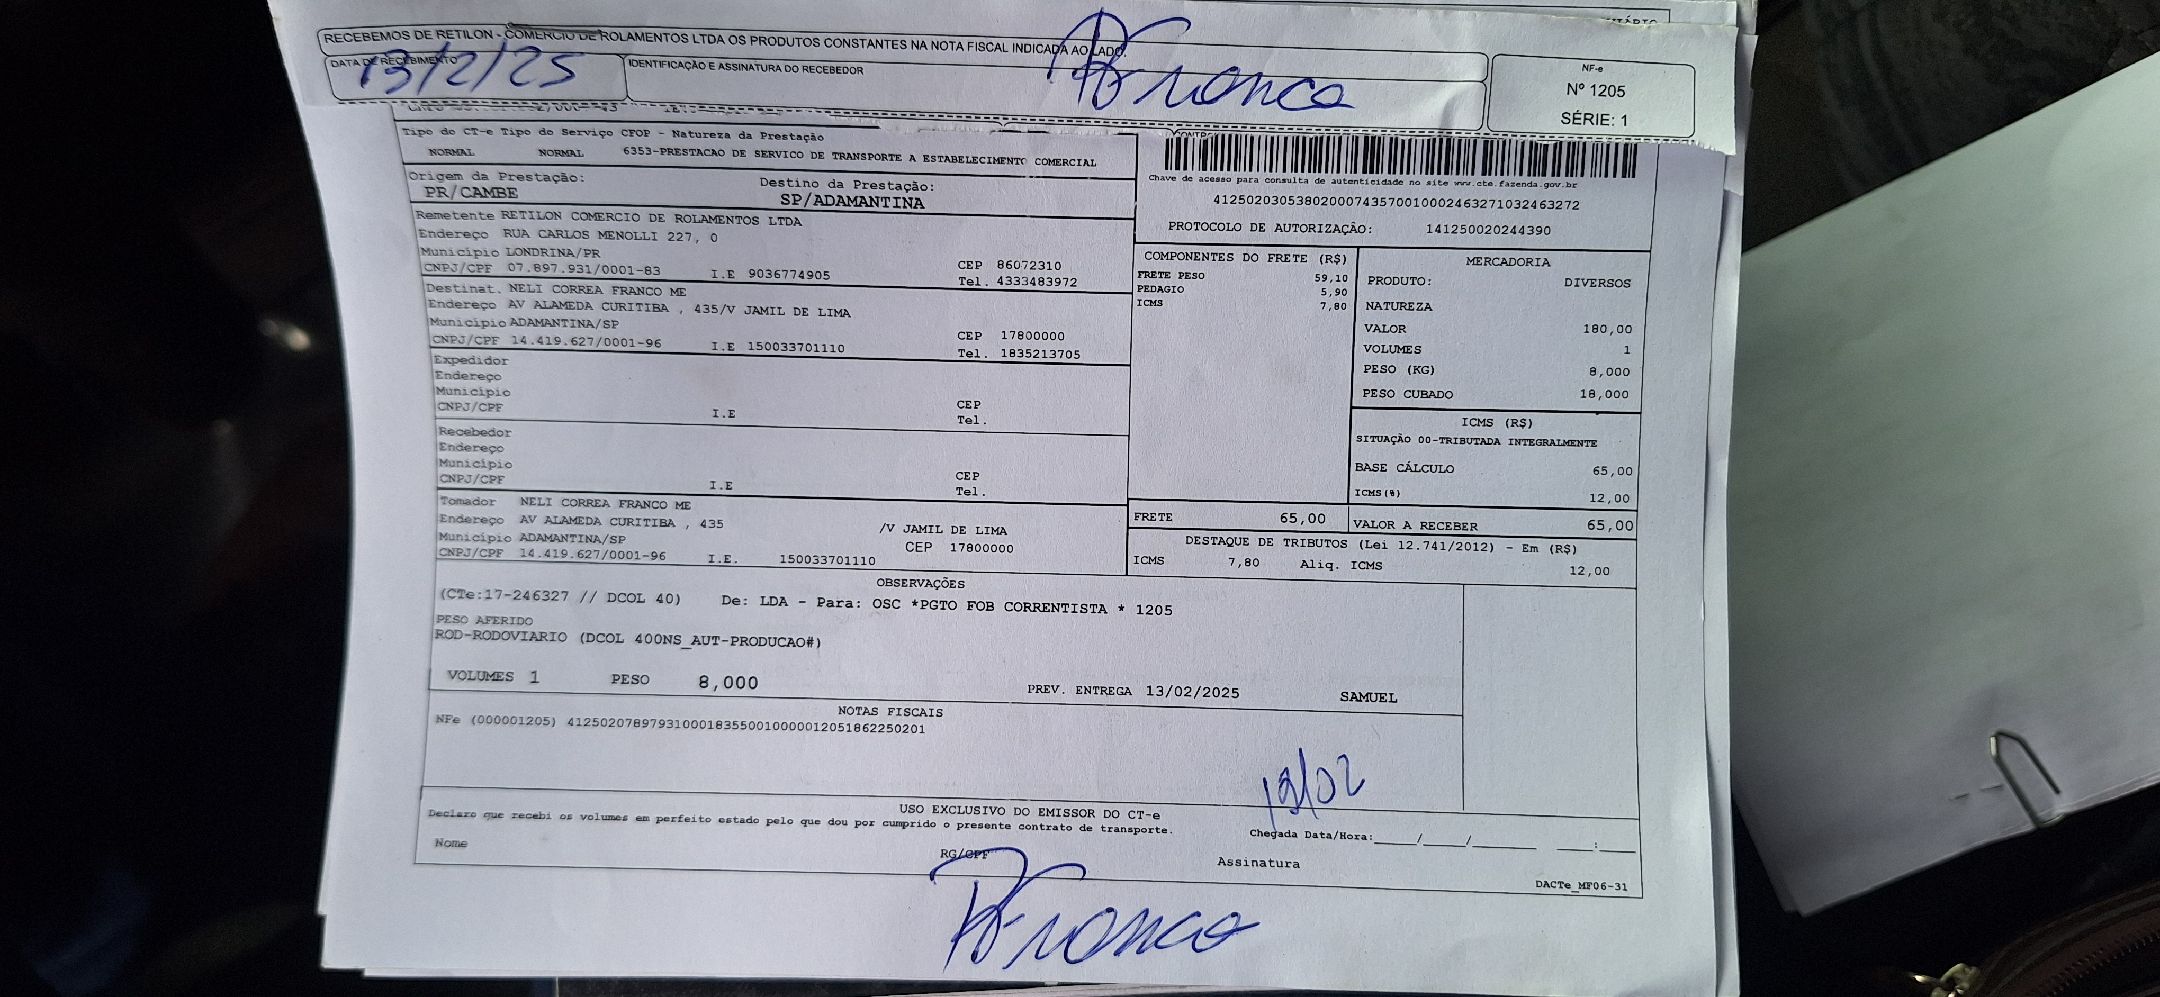 RECEBEMOS DE RETILON - COMERCIO DE ROLAMENTOS LTDA OS PRODUTOS CONSTANTES NA NOTA FISCAL INDICADA AO LADO.
DATA DE RECEBIMENTO
13/2/25
IDENTIFICAÇÃO E ASSINATURA DO RECEBEDOR
Franco
NF-e
Nº 1205
SÉRIE: 1
Tipo do CT-e Tipo do Serviço CFOP - Natureza da Prestação
NORMAL NORMAL 6353-PRESTACAO DE SERVICO DE TRANSPORTE A ESTABELECIMENTO COMERCIAL
Origem da Prestação:
PR/CAMBE
Destino da Prestação:
SP/ADAMANTINA
Chave de acesso para consulta de autenticidade no site www.cte.fazenda.gov.br
41250203053802000743570010002463271032463272
PROTOCOLO DE AUTORIZAÇÃO: 141250020244390
Remetente RETILON COMERCIO DE ROLAMENTOS LTDA
Endereço RUA CARLOS MENOLLI 227, 0
Município LONDRINA/PR
CEP 86072310
CNPJ/CPF 07.897.931/0001-83 I.E 9036774905 Tel. 4333483972
Destinat. NELI CORREA FRANCO ME
Endereço AV ALAMEDA CURITIBA , 435/V JAMIL DE LIMA
Município ADAMANTINA/SP
CEP 17800000
CNPJ/CPF 14.419.627/0001-96 I.E 150033701110 Tel. 1835213705
Expedidor
Endereço
Município
CEP
CNPJ/CPF I.E Tel.
Recebedor
Endereço
Município
CEP
CNPJ/CPF I.E Tel.
Tomador NELI CORREA FRANCO ME
Endereço AV ALAMEDA CURITIBA , 435 /V JAMIL DE LIMA
Município ADAMANTINA/SP CEP 17800000
CNPJ/CPF 14.419.627/0001-96 I.E. 150033701110
COMPONENTES DO FRETE (R$)
FRETE PESO 59,10
PEDAGIO 5,90
ICMS 7,80
MERCADORIA
PRODUTO: DIVERSOS
NATUREZA
VALOR 180,00
VOLUMES 1
PESO (KG) 8,000
PESO CUBADO 18,000
ICMS (R$)
SITUAÇÃO 00-TRIBUTADA INTEGRALMENTE
BASE CÁLCULO 65,00
ICMS(%) 12,00
FRETE 65,00
VALOR A RECEBER 65,00
DESTAQUE DE TRIBUTOS (Lei 12.741/2012) - Em (R$)
ICMS 7,80 Aliq. ICMS 12,00
OBSERVAÇÕES
(CTe:17-246327 // DCOL 40) De: LDA - Para: OSC *PGTO FOB CORRENTISTA * 1205
PESO AFERIDO
ROD-RODOVIARIO (DCOL 400NS_AUT-PRODUCAO#)
VOLUMES 1 PESO 8,000 PREV. ENTREGA 13/02/2025 SAMUEL
NOTAS FISCAIS
NFe (000001205) 41250207897931000183550010000012051862250201
13/02
USO EXCLUSIVO DO EMISSOR DO CT-e
Declaro que recebi os volumes em perfeito estado pelo que dou por cumprido o presente contrato de transporte.
Chegada Data/Hora:____/____/______ ____:____
Nome RG/CPF Assinatura
DACTe_MF06-31
Franco